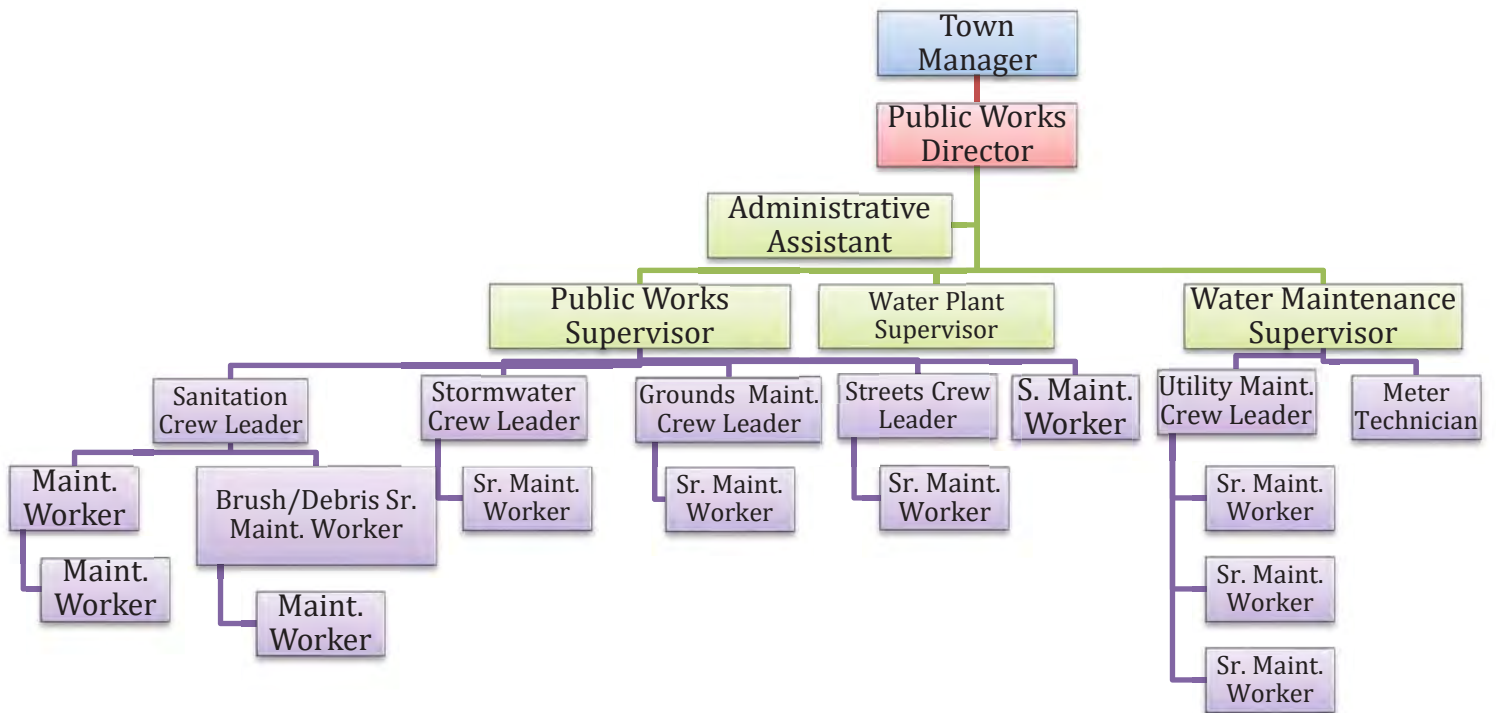 Town
Manager
Public Works
Director
Administrative
Assistant
Public Works
Supervisor
Water Plant
Supervisor
Water Maintenance
Supervisor
Sanitation
Crew Leader
Stormwater
Crew Leader
Grounds Maint.
Crew Leader
Streets Crew
Leader
S. Maint.
Worker
Utility Maint.
Crew Leader
Meter
Technician
Maint.
Worker
Brush/Debris Sr.
Maint. Worker
Sr. Maint.
Worker
Sr. Maint.
Worker
Sr. Maint.
Worker
Sr. Maint.
Worker
Maint.
Worker
Maint.
Worker
Sr. Maint.
Worker
Sr. Maint.
Worker